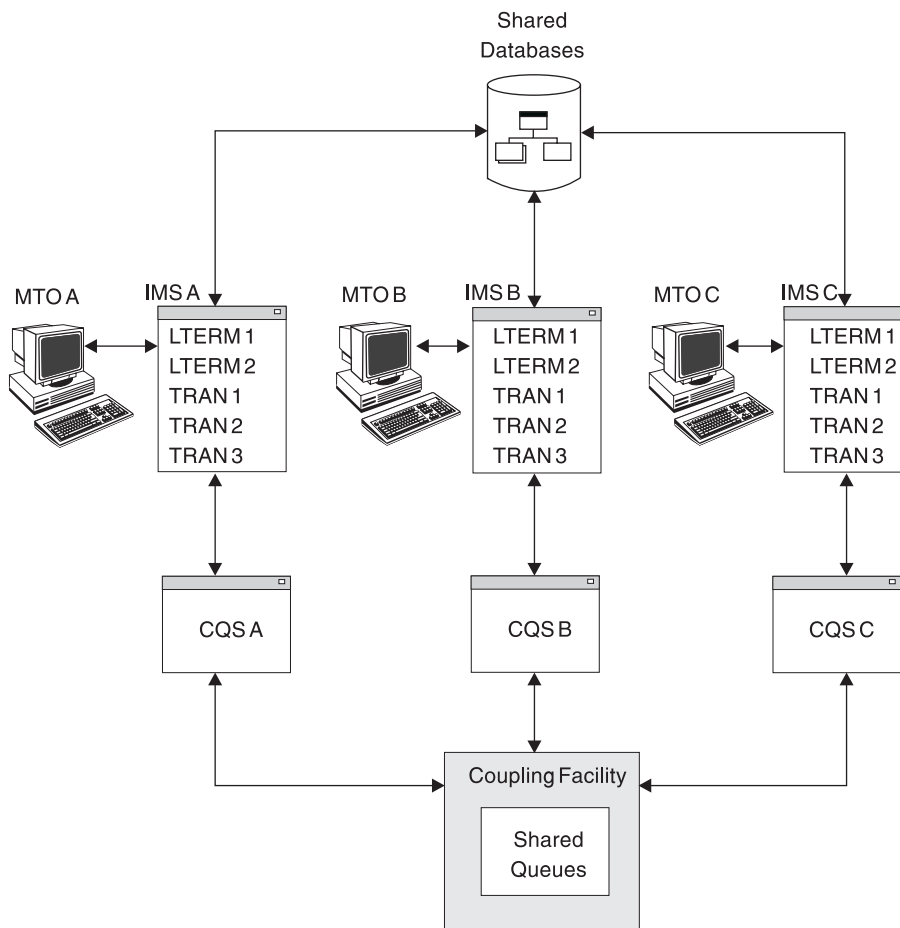 Shared
Databases
MTO A
IMS A
MTO B
IMS B
MTO C
IMS C
LTERM 1
LTERM 2
TRAN 1
TRAN 2
TRAN 3
LTERM 1
LTERM 2
TRAN 1
TRAN 2
TRAN 3
LTERM 1
LTERM 2
TRAN 1
TRAN 2
TRAN 3
CQS A
CQS B
CQS C
Coupling Facility
Shared
Queues